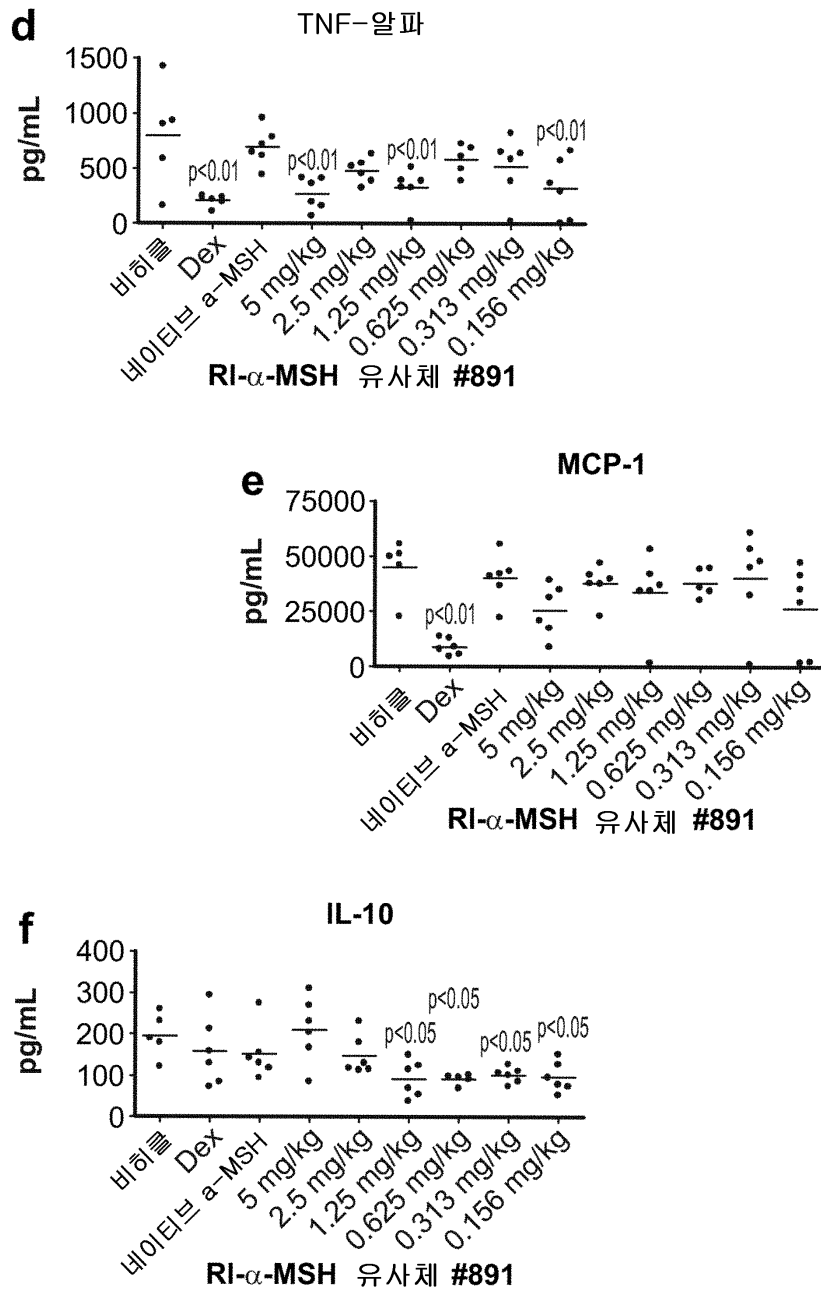 d
TNF-알파
pg/mL
1500
1000
500
0
p<0.01
p<0.01
p<0.01
p<0.01
비히클
Dex
네이티브 a-MSH
5 mg/kg
2.5 mg/kg
1.25 mg/kg
0.625 mg/kg
0.313 mg/kg
0.156 mg/kg
RI-α-MSH 유사체 #891
e
MCP-1
pg/mL
75000
50000
25000
0
p<0.01
비히클
Dex
네이티브 a-MSH
5 mg/kg
2.5 mg/kg
1.25 mg/kg
0.625 mg/kg
0.313 mg/kg
0.156 mg/kg
RI-α-MSH 유사체 #891
f
IL-10
pg/mL
400
300
200
100
0
p<0.05
p<0.05
p<0.05
p<0.05
비히클
Dex
네이티브 a-MSH
5 mg/kg
2.5 mg/kg
1.25 mg/kg
0.625 mg/kg
0.313 mg/kg
0.156 mg/kg
RI-α-MSH 유사체 #891